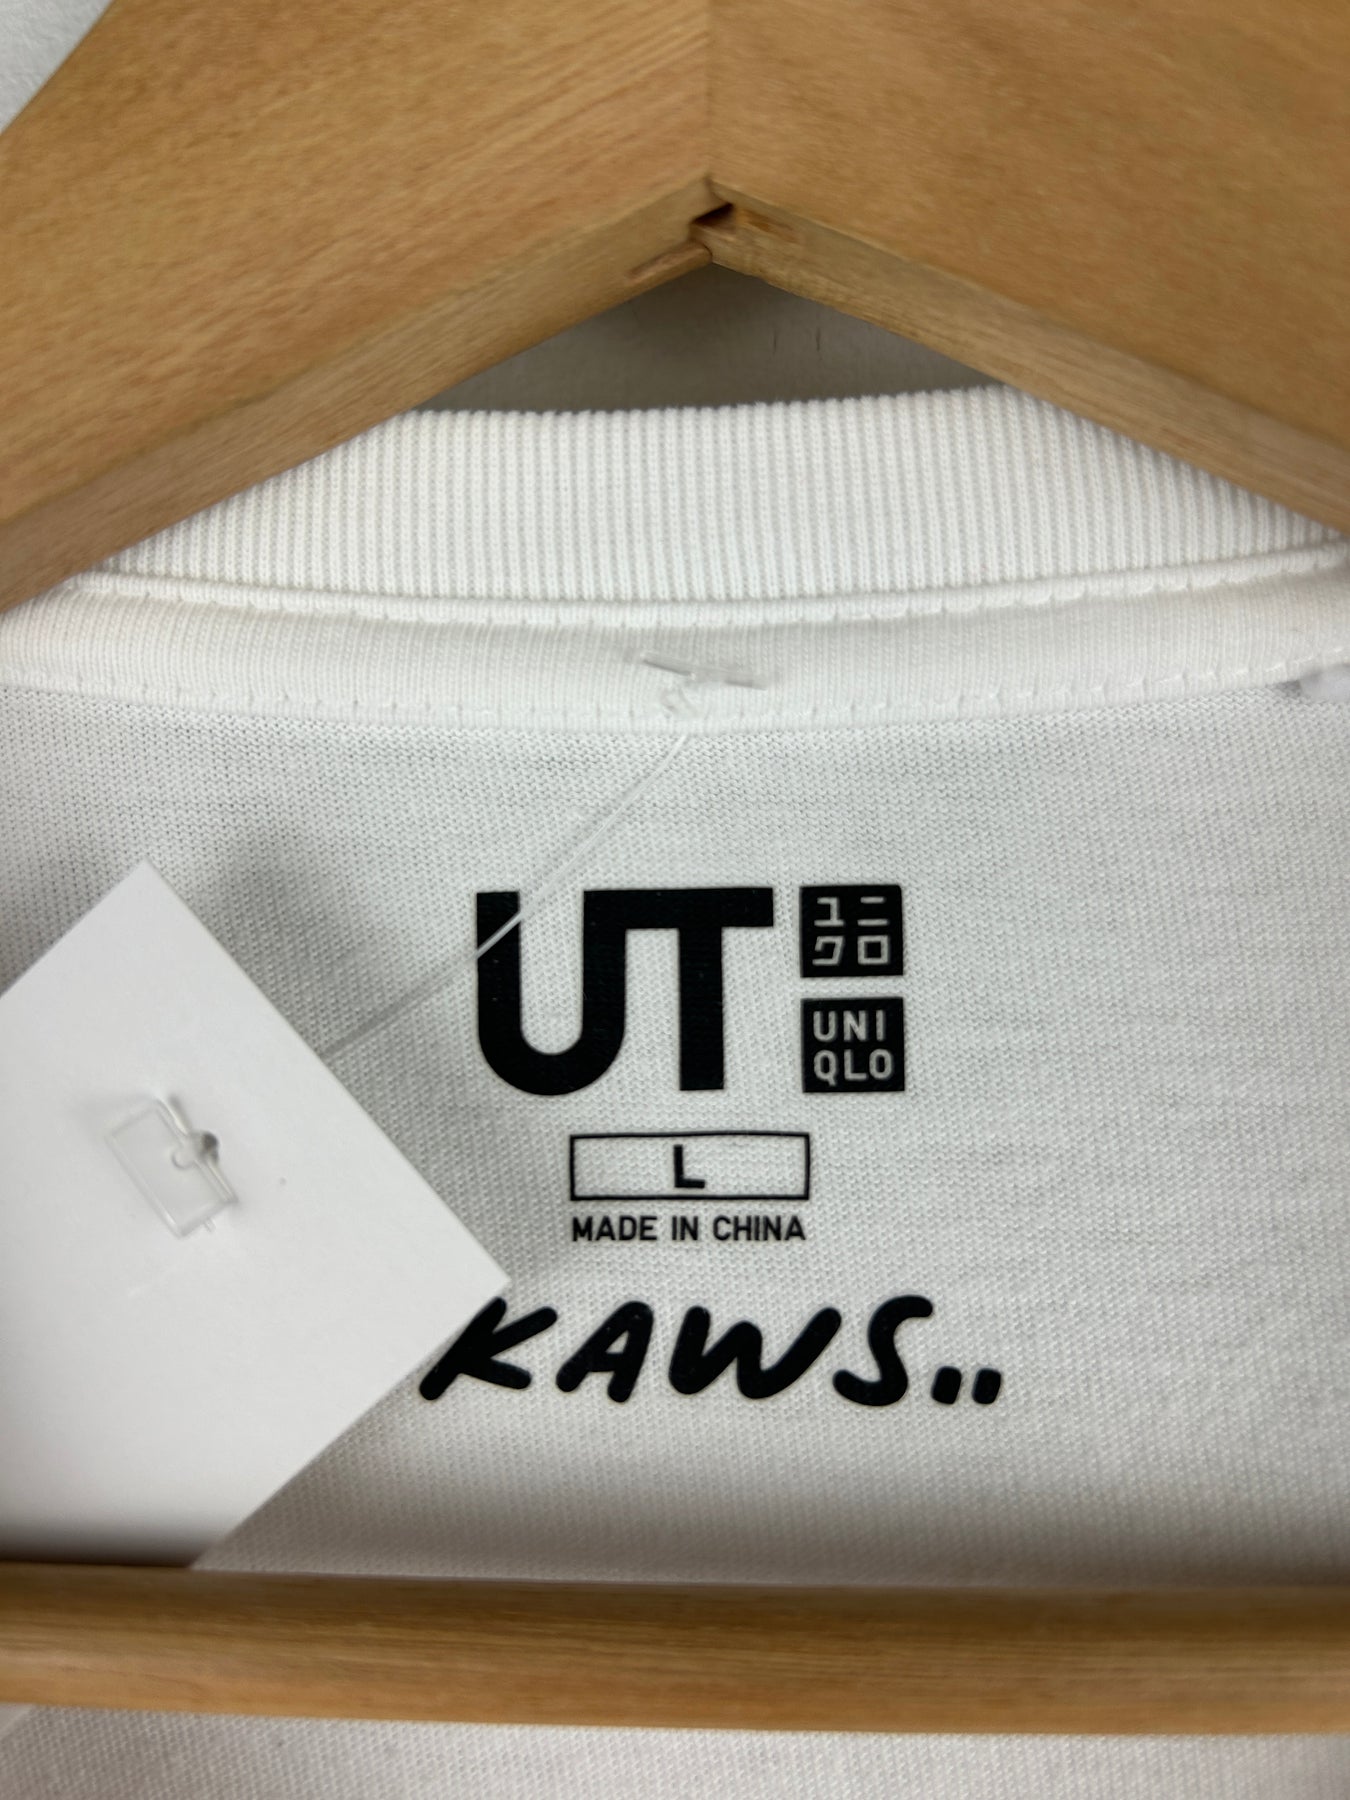 UT
ユニ
クロ
UNI
QLO
L
MADE IN CHINA
KAWS..